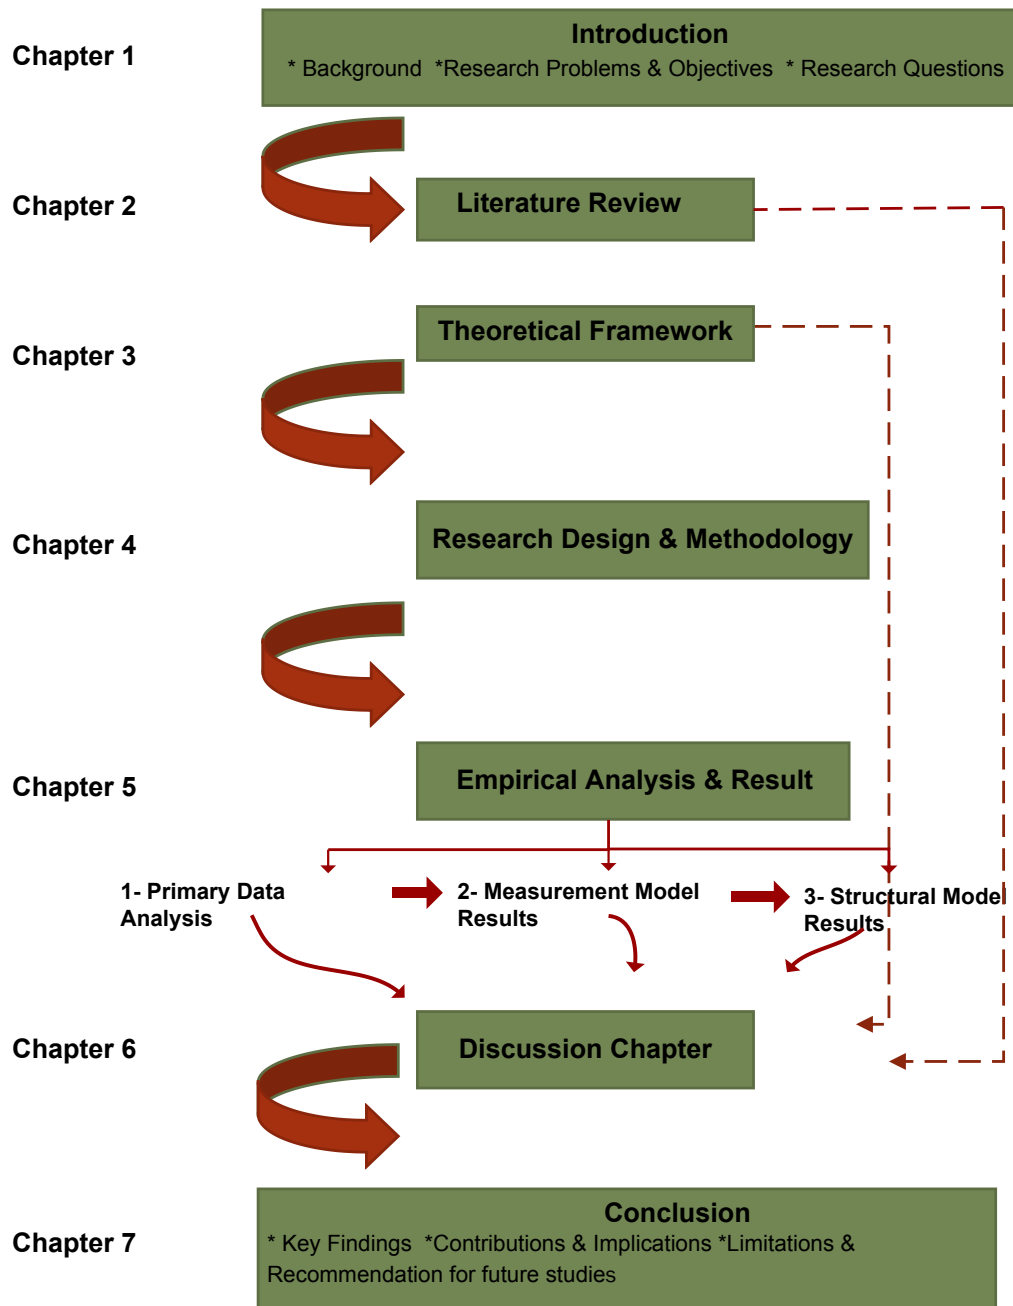 Chapter 1
Introduction
* Background *Research Problems & Objectives * Research Questions
Chapter 2
Literature Review
Chapter 3
Theoretical Framework
Chapter 4
Research Design & Methodology
Chapter 5
Empirical Analysis & Result
1- Primary Data
Analysis
2- Measurement Model
Results
3- Structural Model
Results
Chapter 6
Discussion Chapter
Chapter 7
Conclusion
* Key Findings *Contributions & Implications *Limitations &
Recommendation for future studies